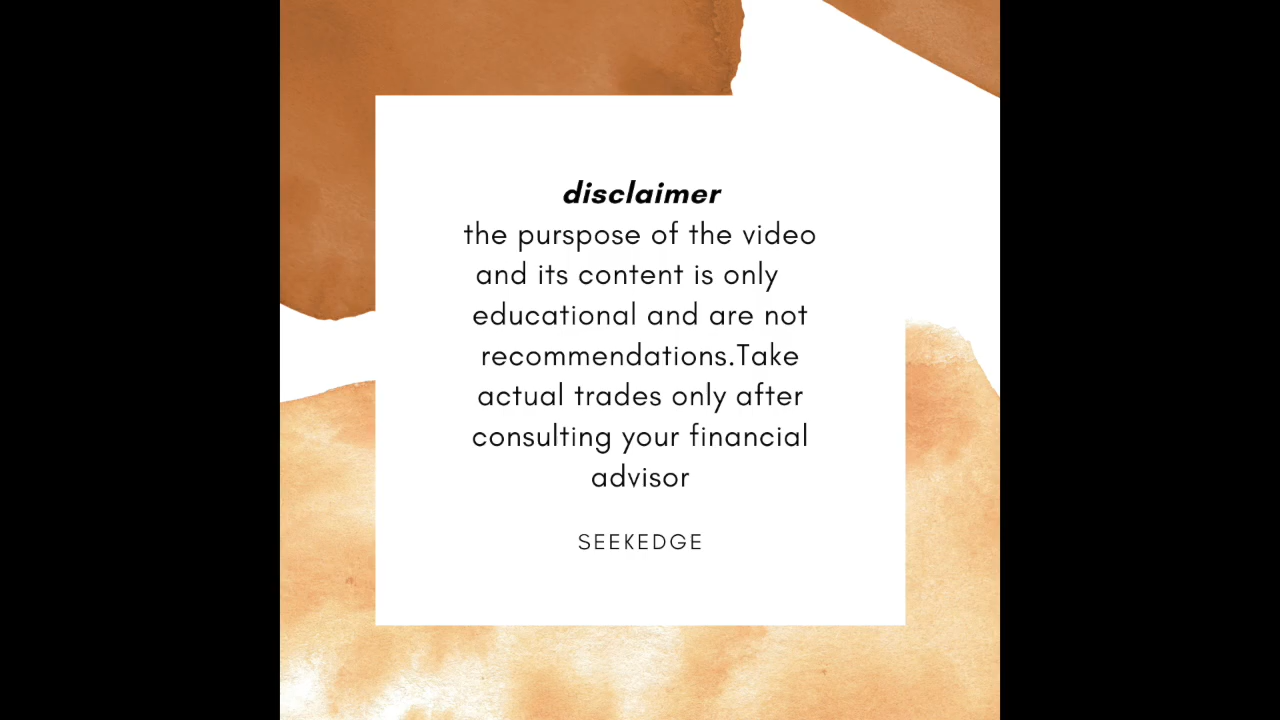 disclaimer
the purspose of the video
and its content is only
educational and are not
recommendations.Take
actual trades only after
consulting your financial
advisor
SEEKEDGE